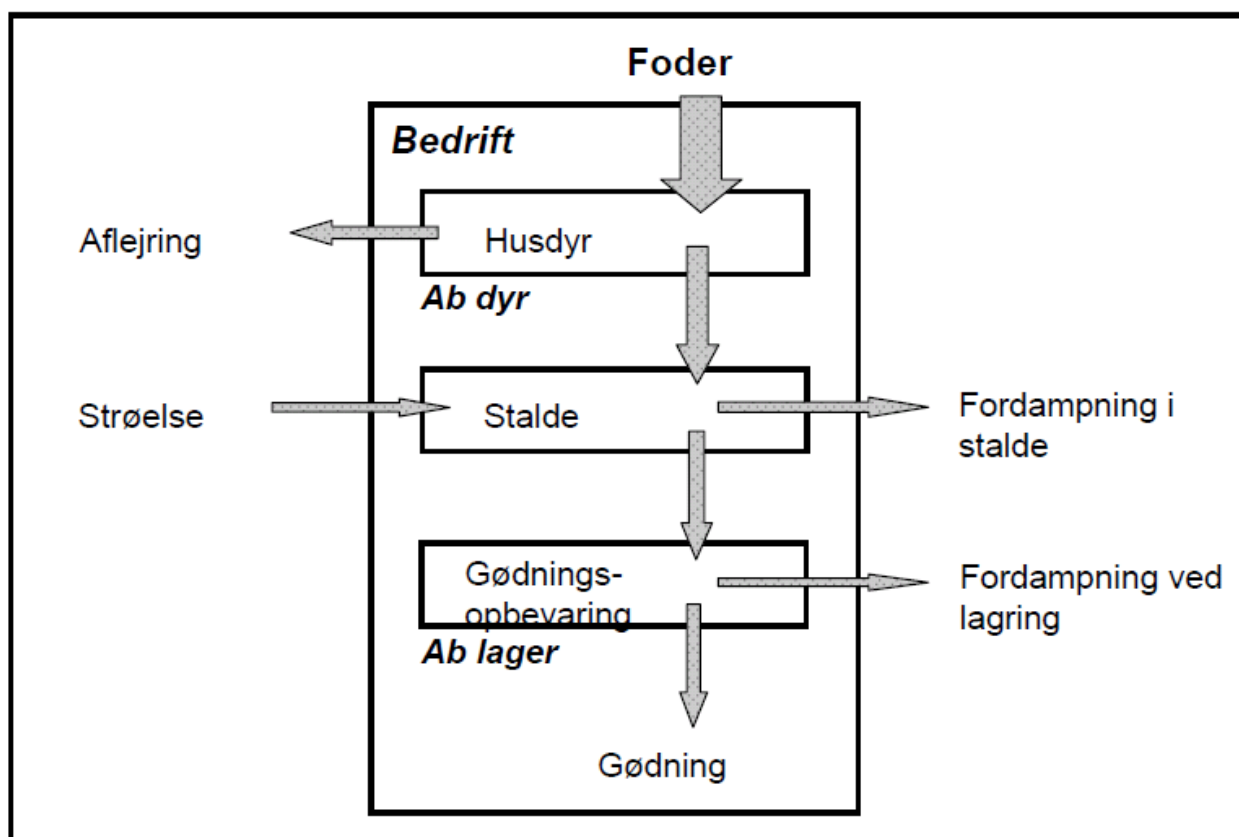 Foder
Bedrift
Aflejring
Husdyr
Ab dyr
Strøelse
Stalde
Fordampning i
stalde
Gødnings-
opbevaring
Fordampning ved
lagring
Ab lager
Gødning